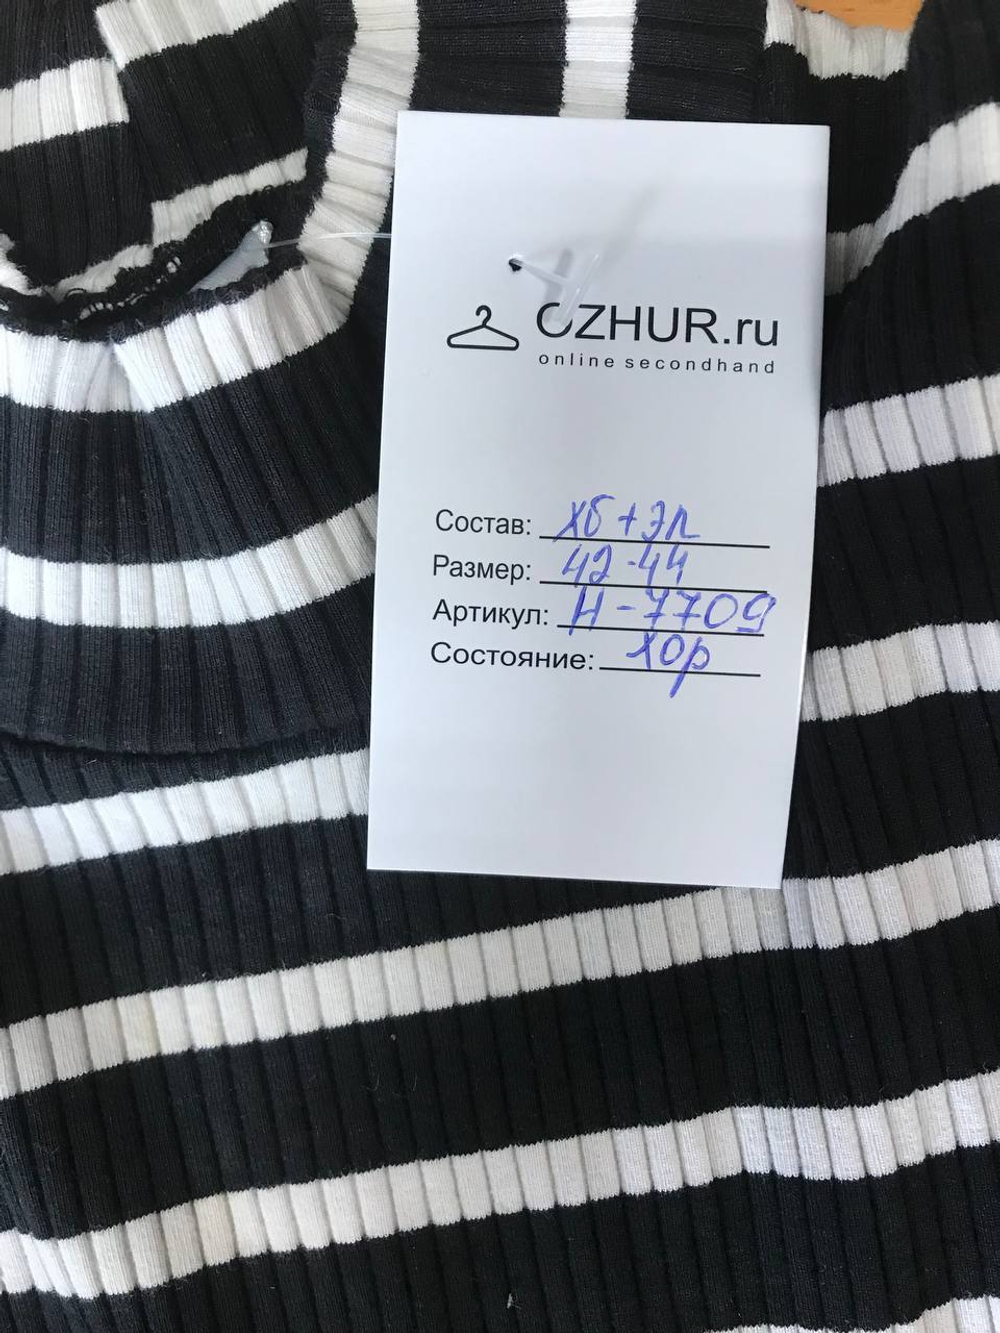 OZHUR.ru
online secondhand
Состав: хб + эл
Размер: 42-44
Артикул: Н-7709
Состояние: хор